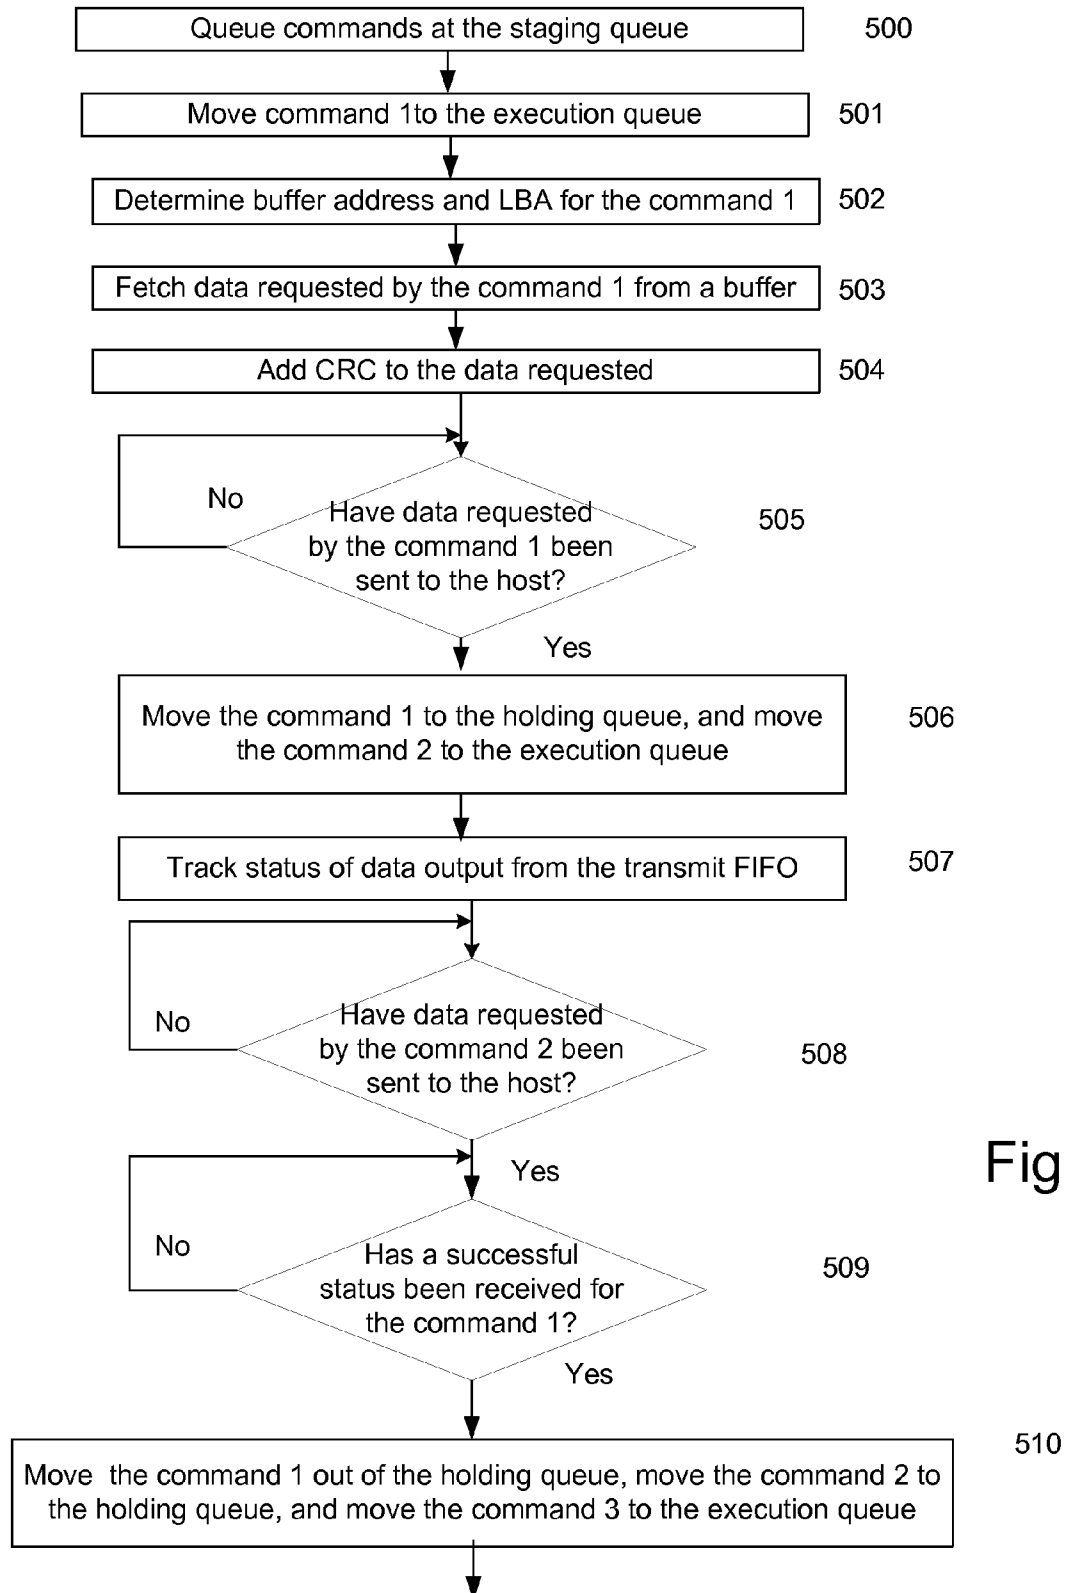 Queue commands at the staging queue
500
Move command 1to the execution queue
501
Determine buffer address and LBA for the command 1
502
Fetch data requested by the command 1 from a buffer
503
Add CRC to the data requested
504
No
Have data requested
by the command 1 been
sent to the host?
505
Yes
Move the command 1 to the holding queue, and move
the command 2 to the execution queue
506
Track status of data output from the transmit FIFO
507
No
Have data requested
by the command 2 been
sent to the host?
508
Yes
Fig
No
Has a successful
status been received for
the command 1?
509
Yes
510
Move the command 1 out of the holding queue, move the command 2 to
the holding queue, and move the command 3 to the execution queue